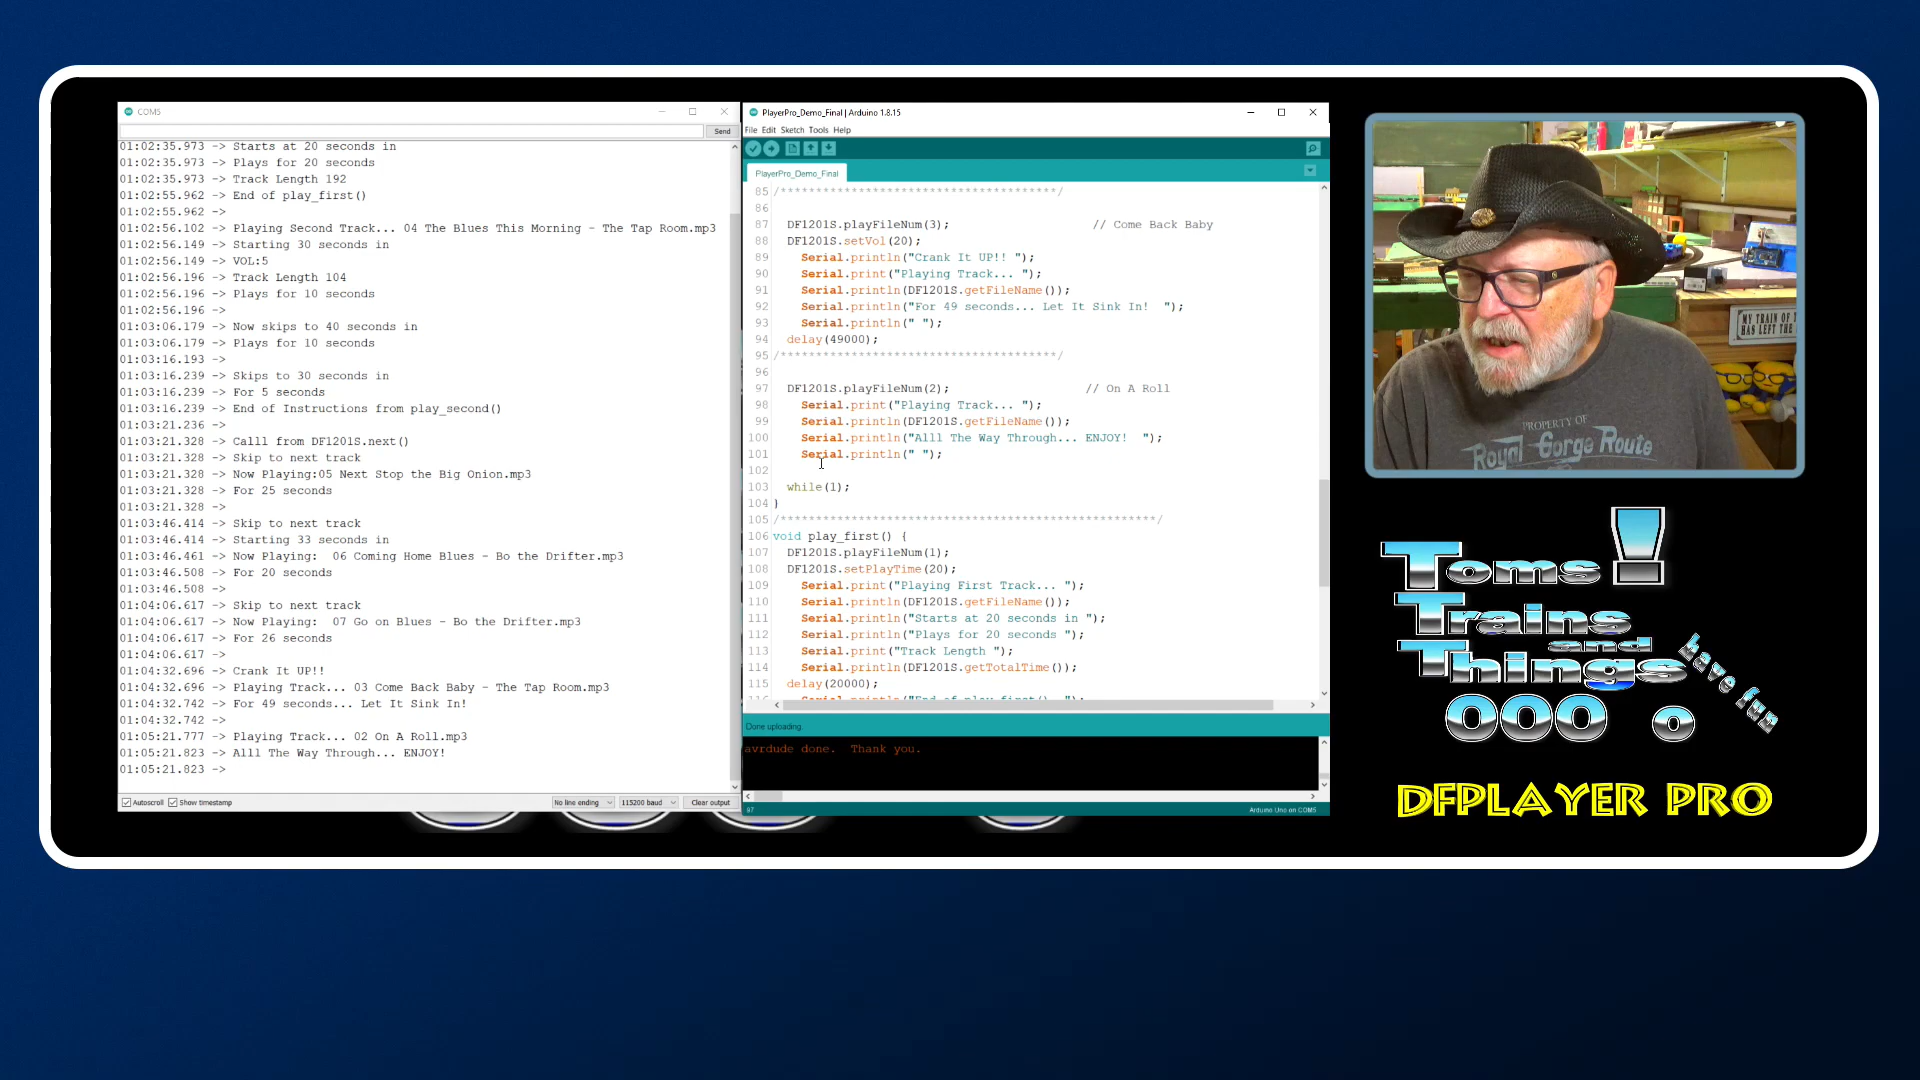 COM5
Send
01:02:35.973 -> Starts at 20 seconds in
01:02:35.973 -> Plays for 20 seconds
01:02:35.973 -> Track Length 192
01:02:55.962 -> End of play_first()
01:02:55.962 ->
01:02:56.102 -> Playing Second Track... 04 The Blues This Morning - The Tap Room.mp3
01:02:56.149 -> Starting 30 seconds in
01:02:56.149 -> VOL:5
01:02:56.196 -> Track Length 104
01:02:56.196 -> Plays for 10 seconds
01:02:56.196 ->
01:03:06.179 -> Now skips to 40 seconds in
01:03:06.179 -> Plays for 10 seconds
01:03:16.193 ->
01:03:16.239 -> Skips to 30 seconds in
01:03:16.239 -> For 5 seconds
01:03:16.239 -> End of Instructions from play_second()
01:03:21.236 ->
01:03:21.328 -> Calll from DF1201S.next()
01:03:21.328 -> Skip to next track
01:03:21.328 -> Now Playing:05 Next Stop the Big Onion.mp3
01:03:21.328 -> For 25 seconds
01:03:21.328 ->
01:03:46.414 -> Skip to next track
01:03:46.414 -> Starting 33 seconds in
01:03:46.461 -> Now Playing:  06 Coming Home Blues - Bo the Drifter.mp3
01:03:46.508 -> For 20 seconds
01:03:46.508 ->
01:04:06.617 -> Skip to next track
01:04:06.617 -> Now Playing:  07 Go on Blues - Bo the Drifter.mp3
01:04:06.617 -> For 26 seconds
01:04:06.617 ->
01:04:32.696 -> Crank It UP!!
01:04:32.696 -> Playing Track... 03 Come Back Baby - The Tap Room.mp3
01:04:32.742 -> For 49 seconds... Let It Sink In!
01:04:32.742 ->
01:05:21.777 -> Playing Track... 02 On A Roll.mp3
01:05:21.823 -> Alll The Way Through... ENJOY!
01:05:21.823 ->
Autoscroll Show timestamp No line ending 115200 baud Clear output
PlayerPro_Demo_Final | Arduino 1.8.15
File Edit Sketch Tools Help
PlayerPro_Demo_Final
85 /***************************************/
86
87 DF1201S.playFileNum(3); // Come Back Baby
88 DF1201S.setVol(20);
89 Serial.println("Crank It UP!! ");
90 Serial.print("Playing Track... ");
91 Serial.println(DF1201S.getFileName());
92 Serial.println("For 49 seconds... Let It Sink In!  ");
93 Serial.println(" ");
94 delay(49000);
95 /***************************************/
96
97 DF1201S.playFileNum(2); // On A Roll
98 Serial.print("Playing Track... ");
99 Serial.println(DF1201S.getFileName());
100 Serial.println("Alll The Way Through... ENJOY!  ");
101 Serial.println(" ");
102
103 while(1);
104 }
105 /*****************************************************/
106 void play_first() {
107 DF1201S.playFileNum(1);
108 DF1201S.setPlayTime(20);
109 Serial.print("Playing First Track... ");
110 Serial.println(DF1201S.getFileName());
111 Serial.println("Starts at 20 seconds in ");
112 Serial.println("Plays for 20 seconds ");
113 Serial.print("Track Length ");
114 Serial.println(DF1201S.getTotalTime());
115 delay(20000);
116 Serial.println("End of play_first() ");
Done uploading.
avrdude done.  Thank you.
97 Arduino Uno on COM5
MY TRAIN OF
HAS LEFT THE
PROPERTY OF
Royal Gorge Route
Toms !
Trains
and
Things
have fun
OOO o
DFPLAYER PRO